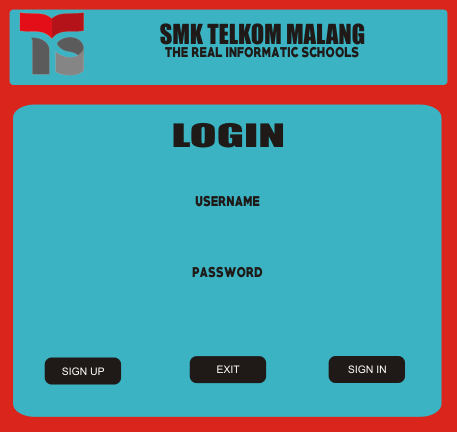 SMK TELKOM MALANG
THE REAL INFORMATIC SCHOOLS
LOGIN
USERNAME
PASSWORD
SIGN UP
EXIT
SIGN IN